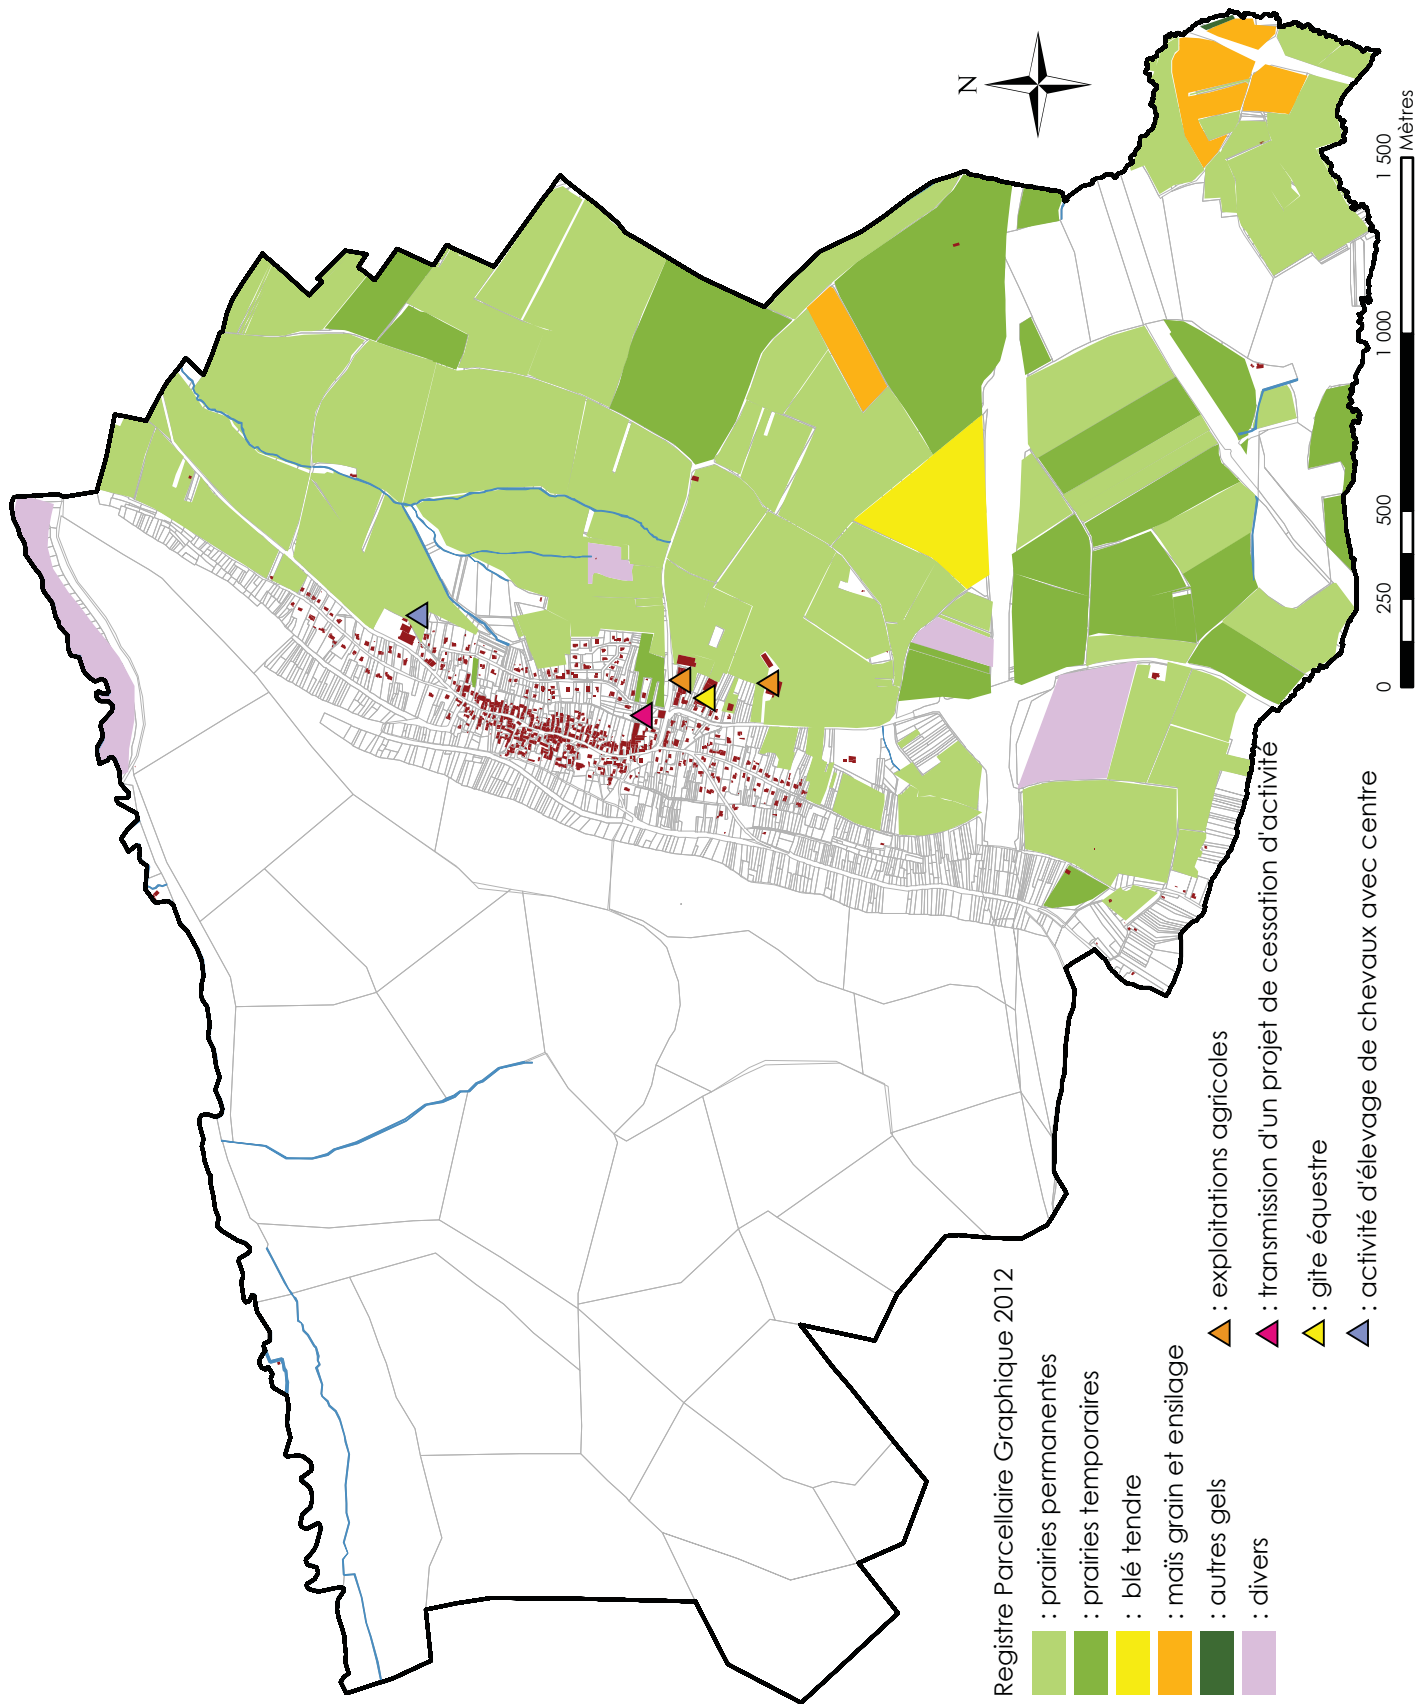 N
Registre Parcellaire Graphique 2012
: prairies permanentes
: prairies temporaires
: blé tendre
: maïs grain et ensilage
: autres gels
: divers
: exploitations agricoles
: transmission d'un projet de cessation d'activité
: gite équestre
: activité d'élevage de chevaux avec centre
0 250 500 1 000 1 500
Mètres